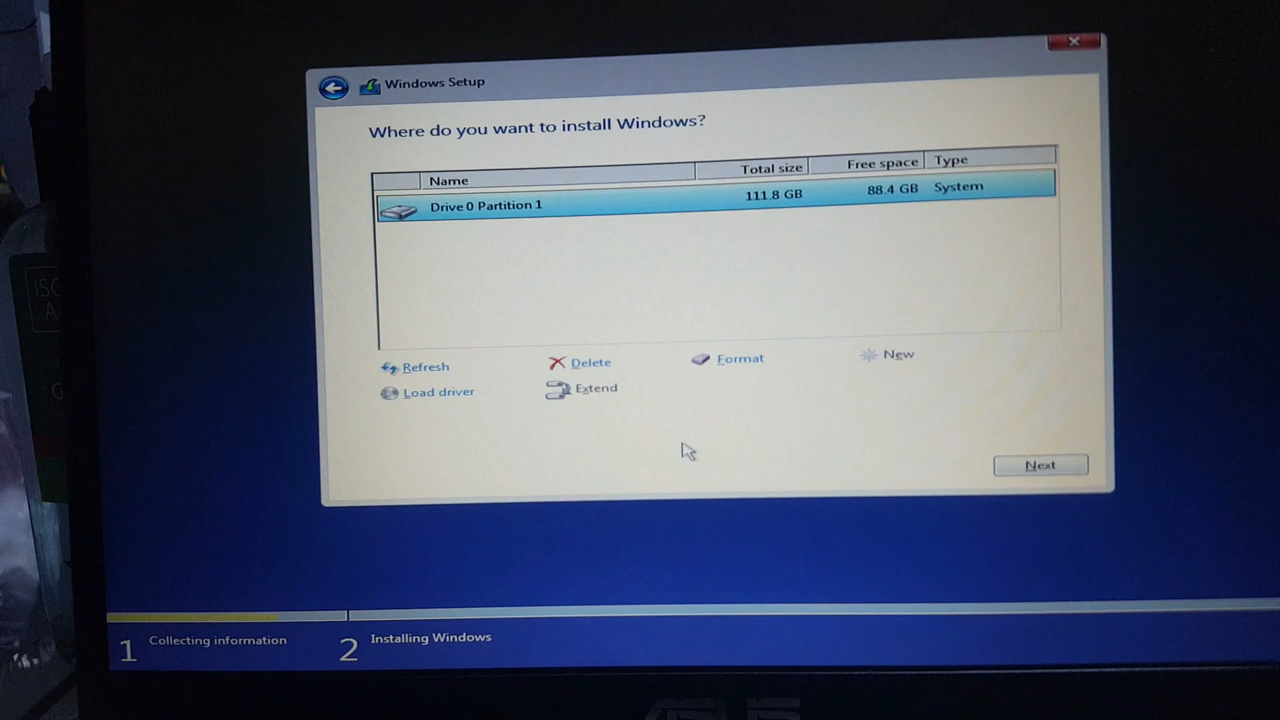 Windows Setup
Where do you want to install Windows?
Name Total size Free space Type
Drive 0 Partition 1 111.8 GB 88.4 GB System
Refresh Delete Format New
Load driver Extend
Next
1 Collecting information 2 Installing Windows
ASUS